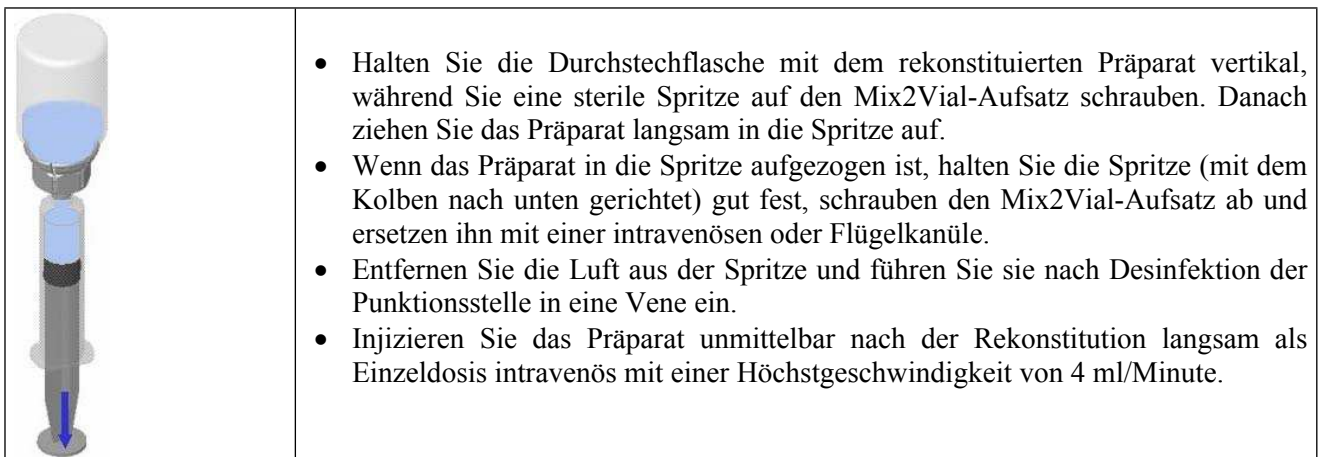 • Halten Sie die Durchstechflasche mit dem rekonstituierten Präparat vertikal,
während Sie eine sterile Spritze auf den Mix2Vial-Aufsatz schrauben. Danach
ziehen Sie das Präparat langsam in die Spritze auf.
• Wenn das Präparat in die Spritze aufgezogen ist, halten Sie die Spritze (mit dem
Kolben nach unten gerichtet) gut fest, schrauben den Mix2Vial-Aufsatz ab und
ersetzen ihn mit einer intravenösen oder Flügelkanüle.
• Entfernen Sie die Luft aus der Spritze und führen Sie sie nach Desinfektion der
Punktionsstelle in eine Vene ein.
• Injizieren Sie das Präparat unmittelbar nach der Rekonstitution langsam als
Einzeldosis intravenös mit einer Höchstgeschwindigkeit von 4 ml/Minute.